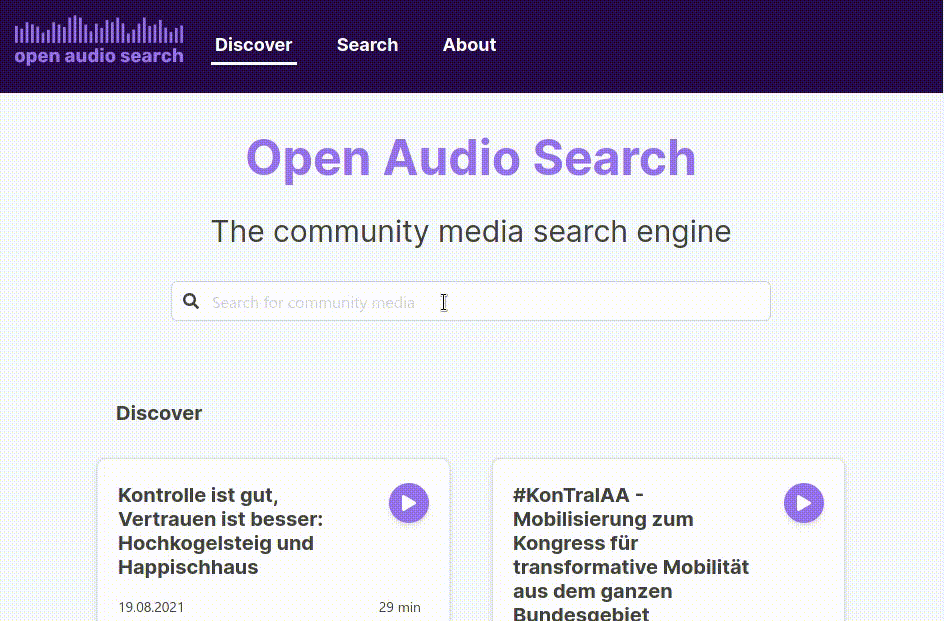 open audio search
Discover
Search
About
Open Audio Search
The community media search engine
Search for community media
Discover
Kontrolle ist gut,
Vertrauen ist besser:
Hochkogelsteig und
Happischhaus
19.08.2021
29 min
#KonTraIAA -
Mobilisierung zum
Kongress für
transformative Mobilität
aus dem ganzen
Bundesgebiet